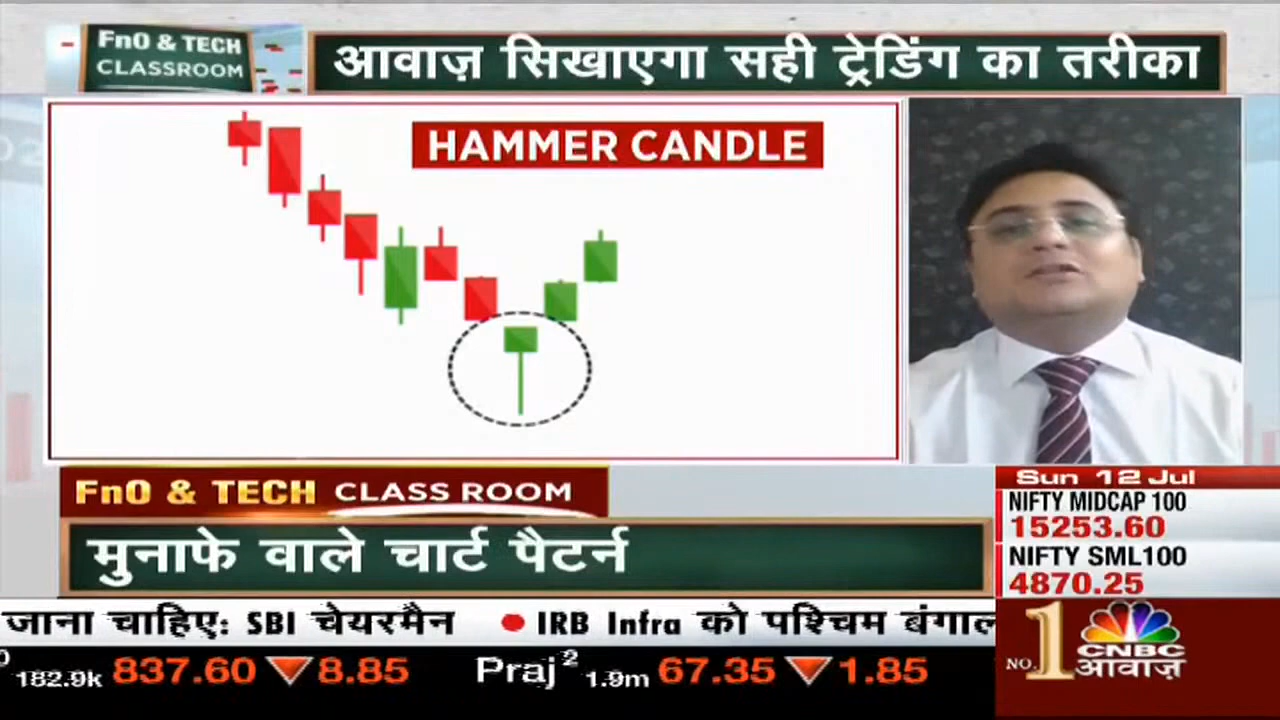 FnO & TECH
CLASSROOM
आवाज़ सिखाएगा सही ट्रेडिंग का तरीका
HAMMER CANDLE
FnO & TECH CLASS ROOM
मुनाफे वाले चार्ट पैटर्न
Sun 12 Jul
NIFTY MIDCAP 100
15253.60
NIFTY SML100
4870.25
जाना चाहिए: SBI चेयरमैन ● IRB Infra को पश्चिम बंगाल
182.9k 837.60 ▼ 8.85 Praj 2 1.9m 67.35 ▼ 1.85
NO. 1 CNBC
आवाज़